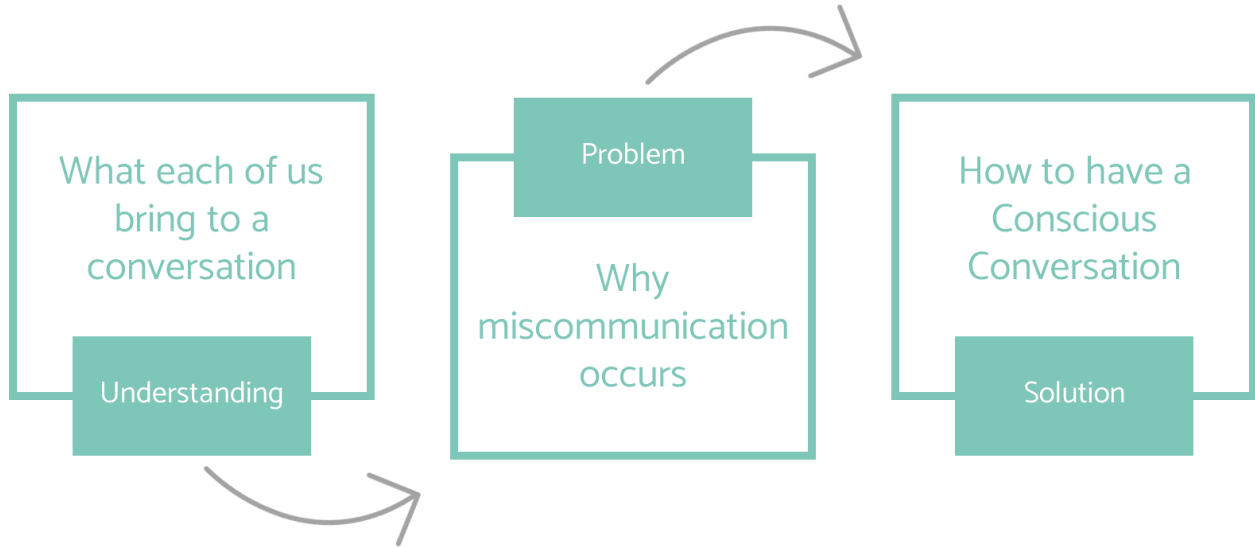 What each of us
bring to a
conversation
Understanding
Problem
Why
miscommunication
occurs
How to have a
Conscious
Conversation
Solution